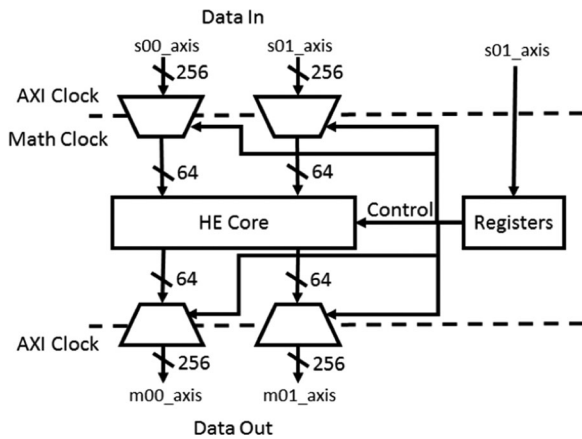 Data In
s00_axis
s01_axis
s01_axis
256
256
AXI Clock
Math Clock
64
64
HE Core
Control
Registers
64
64
AXI Clock
256
256
m00_axis
m01_axis
Data Out